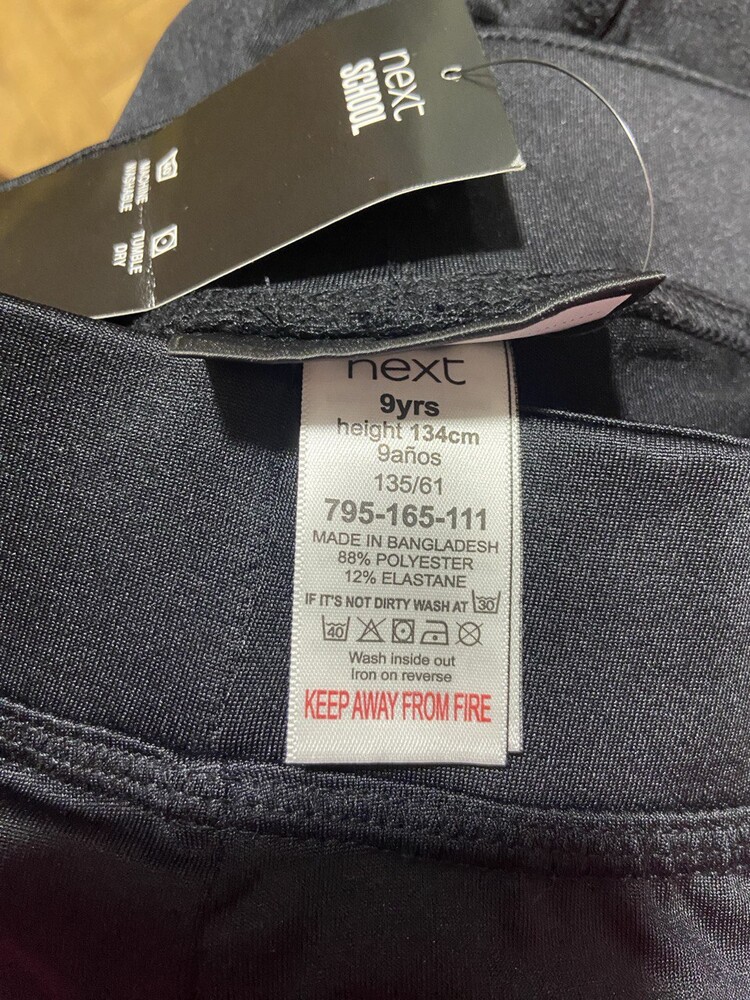 next
SCHOOL
40
MACHINE
WASHABLE
TUMBLE
DRY
next
9yrs
height 134cm
9años
135/61
795-165-111
MADE IN BANGLADESH
88% POLYESTER
12% ELASTANE
IF IT'S NOT DIRTY WASH AT 30
40
Wash inside out
Iron on reverse
KEEP AWAY FROM FIRE